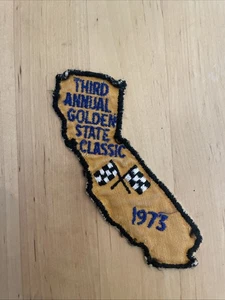 THIRD
ANNUAL
GOLDEN
STATE
CLASSIC
1973